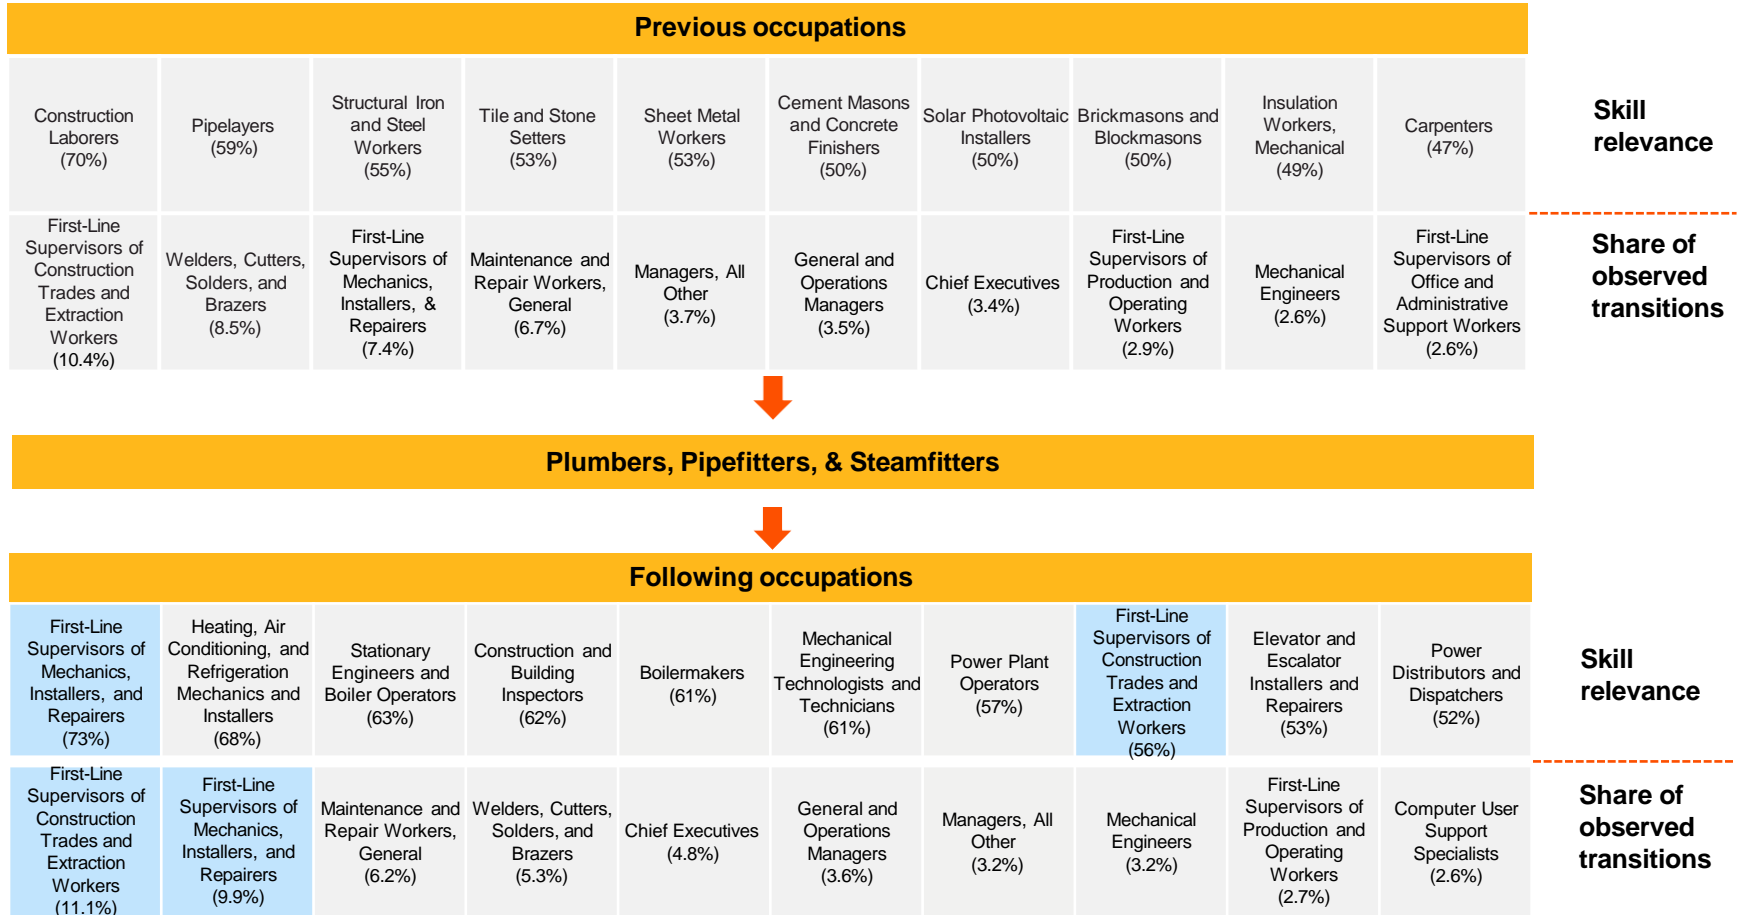 Previous occupations
Construction
Laborers
(70%)
Pipelayers
(59%)
Structural Iron
and Steel
Workers
(55%)
Tile and Stone
Setters
(53%)
Sheet Metal
Workers
(53%)
Cement Masons
and Concrete
Finishers
(50%)
Solar Photovoltaic
Installers
(50%)
Brickmasons and
Blockmasons
(50%)
Insulation
Workers,
Mechanical
(49%)
Carpenters
(47%)
Skill
relevance
First-Line
Supervisors of
Construction
Trades and
Extraction
Workers
(10.4%)
Welders, Cutters,
Solders, and
Brazers
(8.5%)
First-Line
Supervisors of
Mechanics,
Installers, &
Repairers
(7.4%)
Maintenance and
Repair Workers,
General
(6.7%)
Managers, All
Other
(3.7%)
General and
Operations
Managers
(3.5%)
Chief Executives
(3.4%)
First-Line
Supervisors of
Production and
Operating
Workers
(2.9%)
Mechanical
Engineers
(2.6%)
First-Line
Supervisors of
Office and
Administrative
Support Workers
(2.6%)
Share of
observed
transitions
Plumbers, Pipefitters, & Steamfitters
Following occupations
First-Line
Supervisors of
Mechanics,
Installers, and
Repairers
(73%)
Heating, Air
Conditioning, and
Refrigeration
Mechanics and
Installers
(68%)
Stationary
Engineers and
Boiler Operators
(63%)
Construction and
Building
Inspectors
(62%)
Boilermakers
(61%)
Mechanical
Engineering
Technologists and
Technicians
(61%)
Power Plant
Operators
(57%)
First-Line
Supervisors of
Construction
Trades and
Extraction
Workers
(56%)
Elevator and
Escalator
Installers and
Repairers
(53%)
Power
Distributors and
Dispatchers
(52%)
Skill
relevance
First-Line
Supervisors of
Construction
Trades and
Extraction
Workers
(11.1%)
First-Line
Supervisors of
Mechanics,
Installers, and
Repairers
(9.9%)
Maintenance and
Repair Workers,
General
(6.2%)
Welders, Cutters,
Solders, and
Brazers
(5.3%)
Chief Executives
(4.8%)
General and
Operations
Managers
(3.6%)
Managers, All
Other
(3.2%)
Mechanical
Engineers
(3.2%)
First-Line
Supervisors of
Production and
Operating
Workers
(2.7%)
Computer User
Support
Specialists
(2.6%)
Share of
observed
transitions